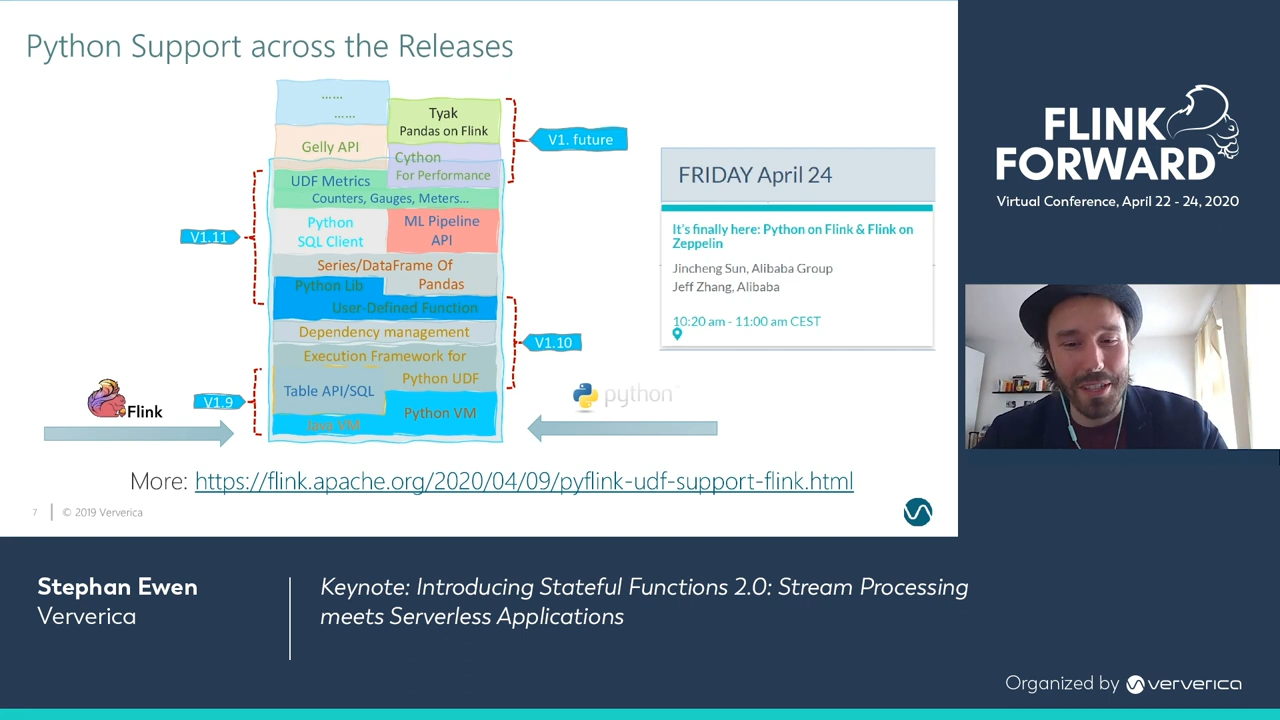 Python Support across the Releases
......
......
Tyak
Pandas on Flink
Gelly API
Cython
For Performance
V1. future
UDF Metrics
Counters, Gauges, Meters...
Python
SQL Client
ML Pipeline
API
V1.11
Series/DataFrame Of
Pandas
Python Lib
User-Defined Function
Dependency management
V1.10
Execution Framework for
Python UDF
Table API/SQL
V1.9
Python VM
Java VM
Flink
python
FRIDAY April 24
It's finally here: Python on Flink & Flink on
Zeppelin
Jincheng Sun, Alibaba Group
Jeff Zhang, Alibaba
10:20 am - 11:00 am CEST
More: https://flink.apache.org/2020/04/09/pyflink-udf-support-flink.html
7 © 2019 Ververica
FLINK
FORWARD
Virtual Conference, April 22 - 24, 2020
Stephan Ewen
Ververica
Keynote: Introducing Stateful Functions 2.0: Stream Processing
meets Serverless Applications
Organized by ververica